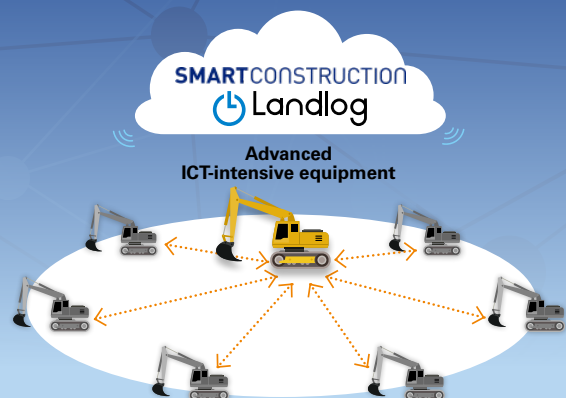 SMARTCONSTRUCTION
Landlog
Advanced
ICT-intensive equipment